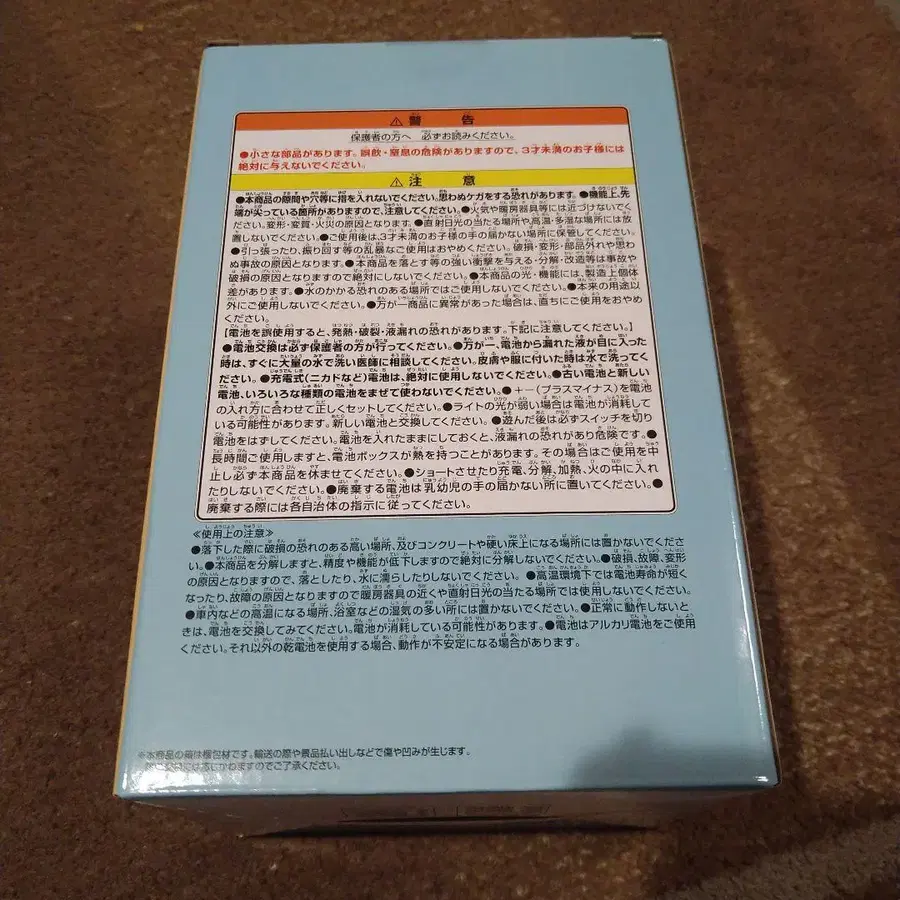 ⚠警 告
保護者の方へ 必ずお読みください。
●小さな部品があります。誤飲・窒息の危険がありますので、3才未満のお子様には
絶対に与えないでください。
⚠注 意
●本商品の隙間や穴等に指を入れないでください。思わぬケガをする恐れがあります。●機能上、先
端が尖っている箇所がありますので、注意してください。●火気や暖房器具等には近づけないでく
ださい。変形・変質・火災の原因となります。●直射日光の当たる場所や高温・多湿な場所には放
置しないでください。●ご使用後は、3才未満のお子様の手の届かない場所に保管してください。
●引っ張ったり、振り回す等の乱暴なご使用はおやめください。破損・変形・部品外れや思わ
ぬ事故の原因となります。●本商品を落とす等の強い衝撃を与える・分解・改造等は事故や
破損の原因となりますので絶対にしないでください。●本商品の光・機能には、製造上個体
差があります。●水のかかる恐れのある場所ではご使用しないでください。●本来の用途以
外にご使用しないでください。●万が一商品に異常があった場合は、直ちにご使用をおやめ
ください。
【電池を誤使用すると、発熱・破裂・液漏れの恐れがあります。下記に注意してください。】
●電池交換は必ず保護者の方が行ってください。●万が一、電池から漏れた液が目に入った
時は、すぐに大量の水で洗い医師に相談してください。皮膚や服に付いた時は水で洗ってく
ださい。●充電式(ニカドなど)電池は、絶対に使用しないでください。●古い電池と新しい
電池、いろいろな種類の電池をまぜて使わないでください。●+-(プラスマイナス)を電池
の入れ方に合わせて正しくセットしてください。●ライトの光が弱い場合は電池が消耗して
いる可能性があります。新しい電池と交換してください。●遊んだ後は必ずスイッチを切り
電池をはずしてください。電池を入れたままにしておくと、液漏れの恐れがあり危険です。●
長時間ご使用しますと、電池ボックスが熱を持つことがあります。その場合はご使用を中
止し必ず本商品を休ませてください。●ショートさせたり充電、分解、加熱、火の中に入れ
たりしないでください。●廃棄する電池は乳幼児の手の届かない所に置いてください。●
廃棄する際には各自治体の指示に従ってください。
≪使用上の注意≫
●落下した際に破損の恐れのある高い場所、及びコンクリートや硬い床上になる場所には置かないでくださ
い。●本商品を分解しますと、精度や機能が低下しますので絶対に分解しないでください。●破損、故障、変形
の原因となりますので、落としたり、水に濡らしたりしないでください。●高温環境下では電池寿命が短く
なったり、故障の原因となりますので暖房器具の近くや直射日光の当たる場所では使用しないでください。
●車内などの高温になる場所、浴室などの湿気の多い所には置かないでください。●正常に動作しないと
きは、電池を交換してみてください。電池が消耗している可能性があります。●電池はアルカリ電池をご使用
ください。それ以外の乾電池を使用する場合、動作が不安定になる場合があります。
※本商品の箱は梱包材です。輸送の際や景品払い出しなどで傷や凹みが生じます。
かねますのでご了承ください。